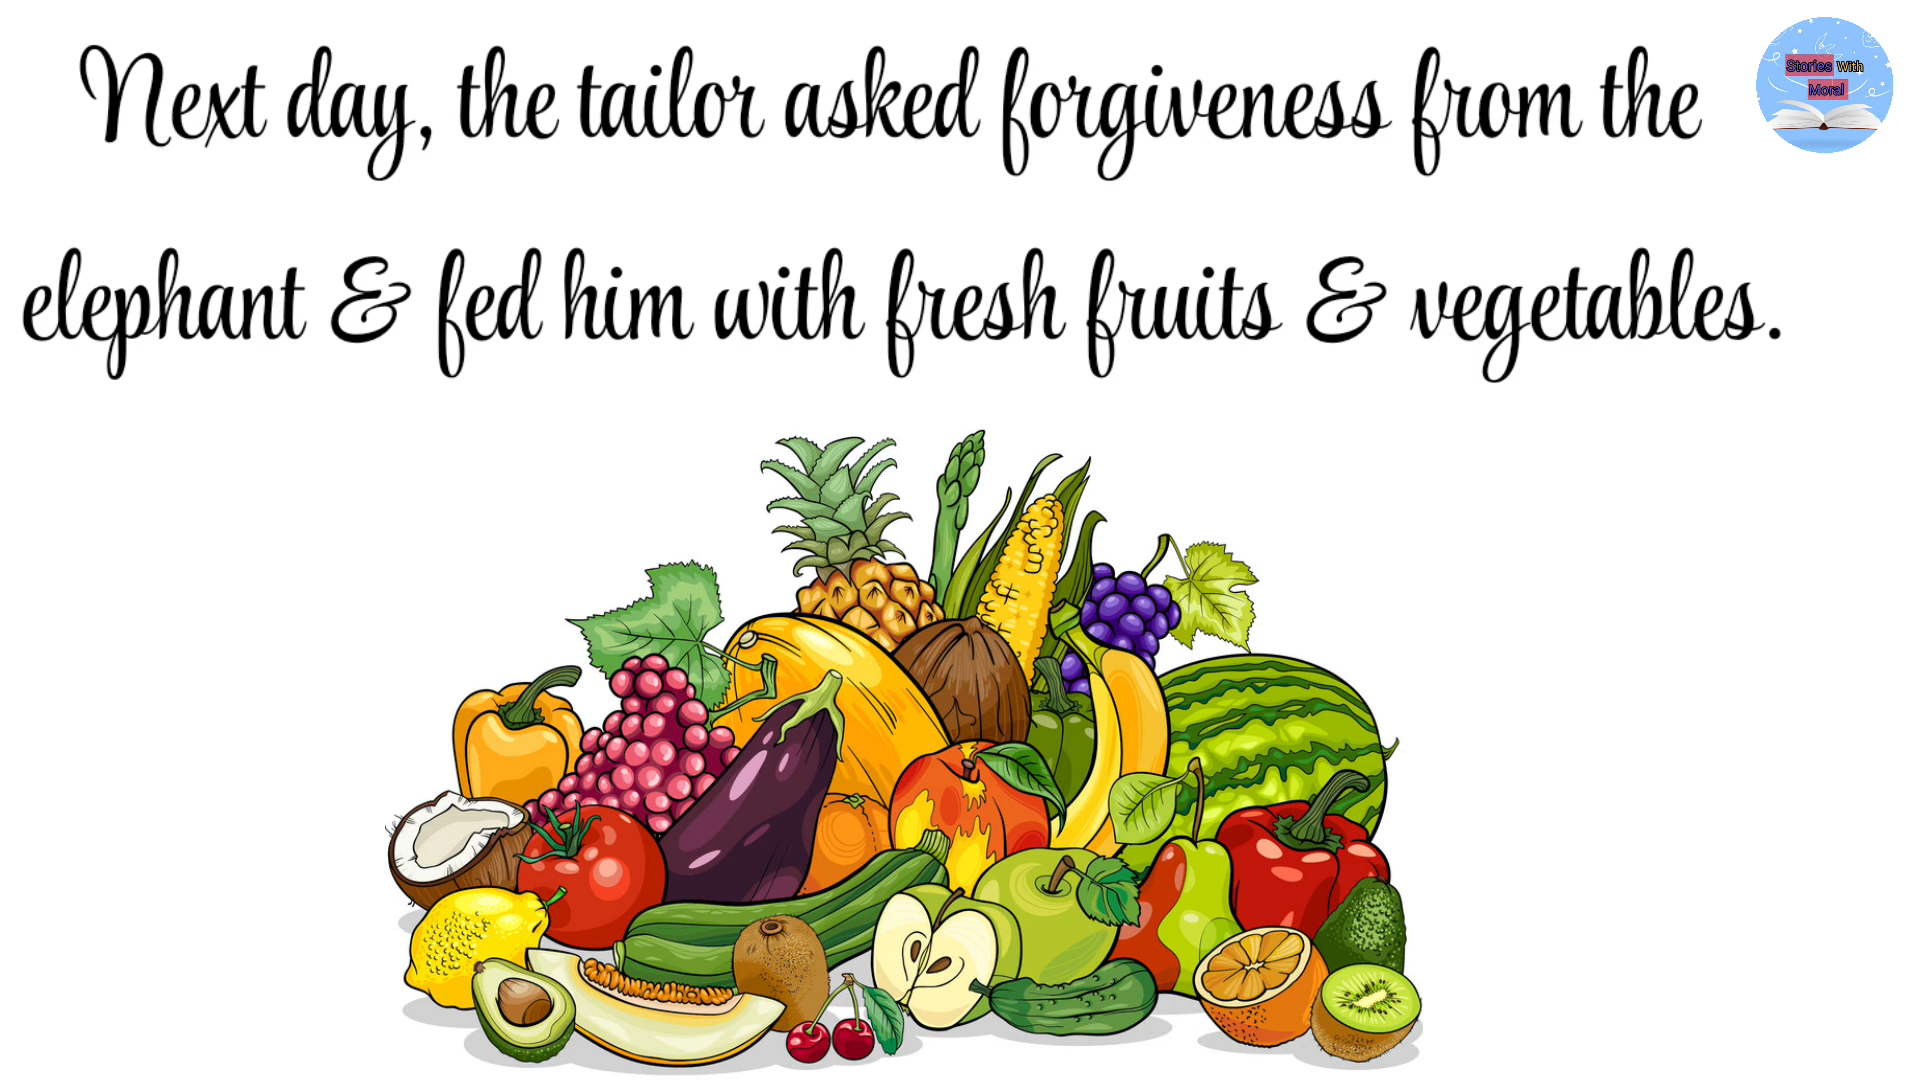 Next day, the tailor asked forgiveness from the
elephant & fed him with fresh fruits & vegetables.
Stories With
Moral